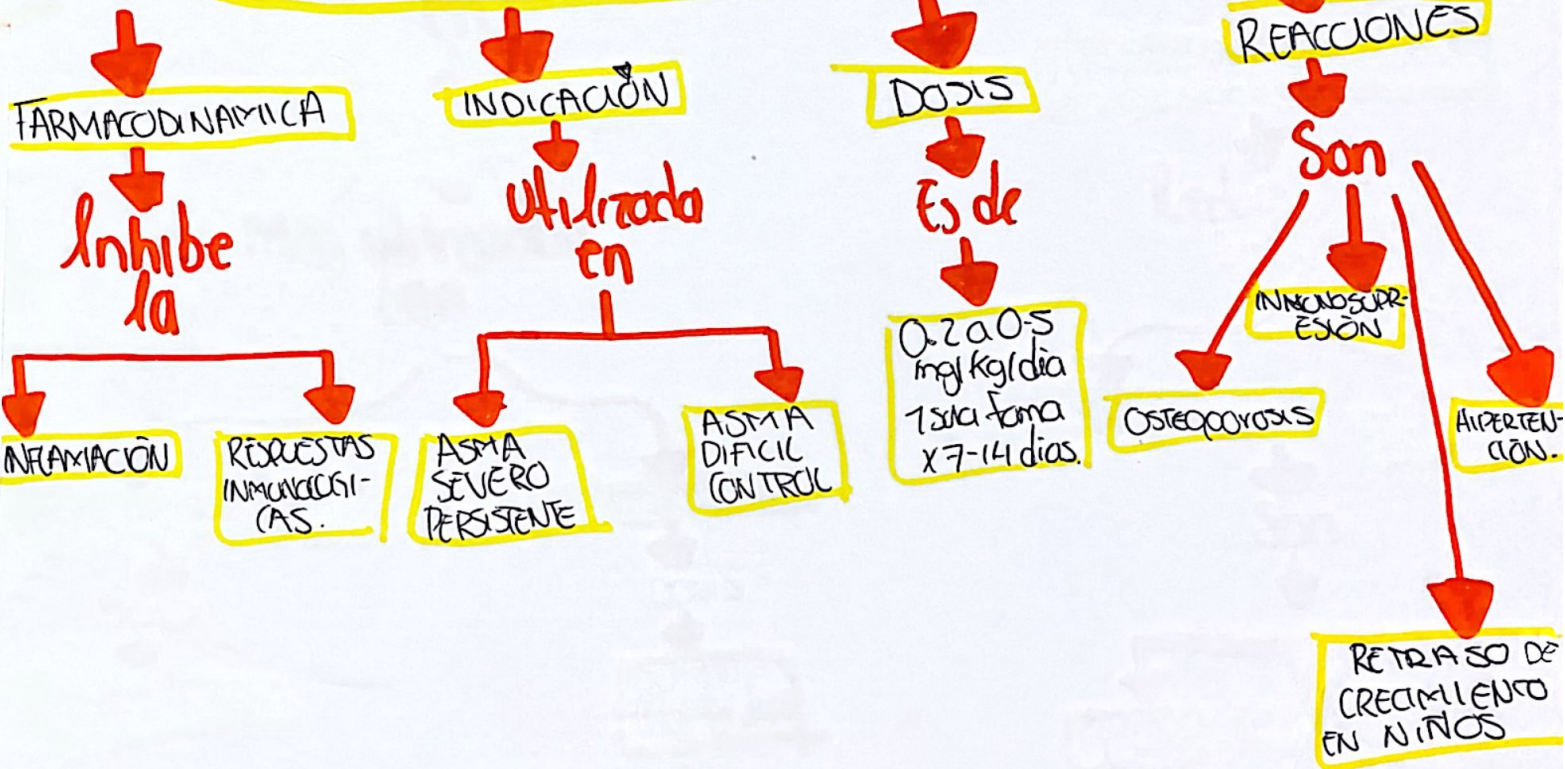 FARMACODINAMICA
Inhibe
la
INFLAMACIÓN
RESPUESTAS
INMUNOLOGI-
CAS.
INDICACIÓN
Utilizada
en
ASMA
SEVERO
PERSISTENTE
ASMA
DIFICIL
CONTROL
DOSIS
Es de
0.2 a 0.5
mg/kg/día
1 sola toma
x 7-14 dias.
REACCIONES
Son
OSTEOPOROSIS
INMUNOSUPR-
ESIÓN
RETRASO DE
CRECIMIENTO
EN NIÑOS
HIPERTEN-
CIÓN.